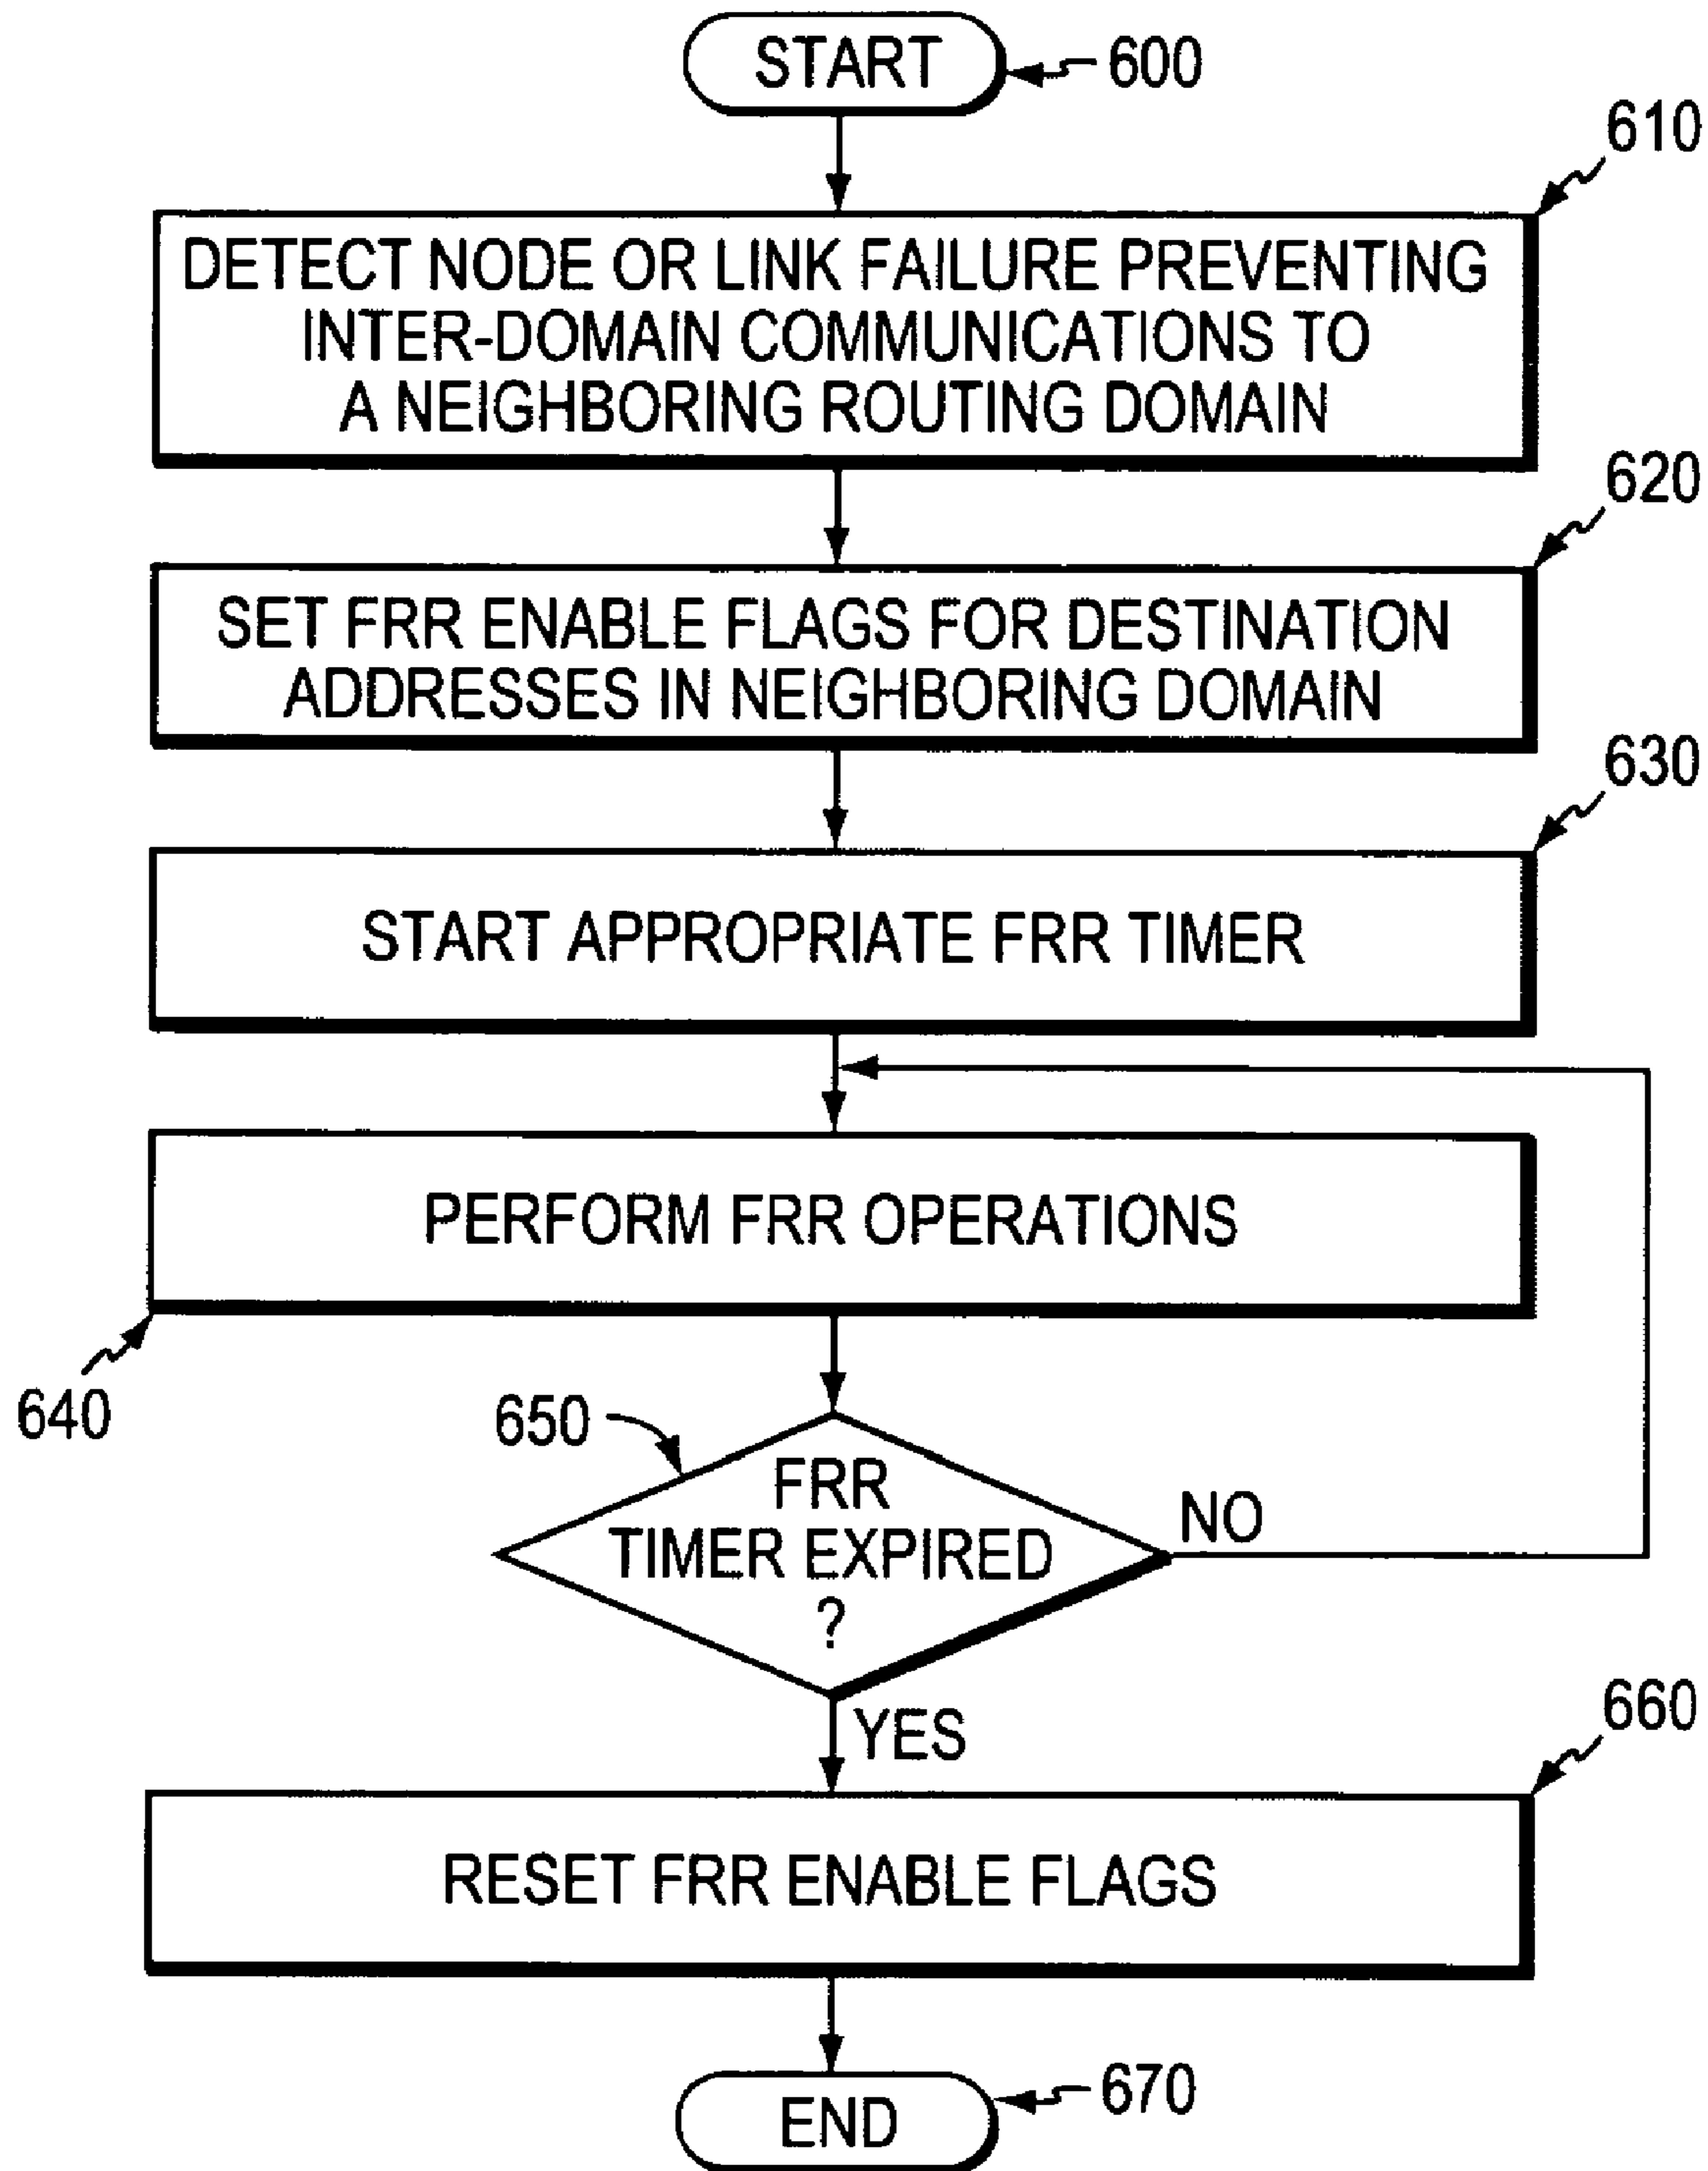 START
600
610
DETECT NODE OR LINK FAILURE PREVENTING
INTER-DOMAIN COMMUNICATIONS TO
A NEIGHBORING ROUTING DOMAIN
620
SET FRR ENABLE FLAGS FOR DESTINATION
ADDRESSES IN NEIGHBORING DOMAIN
630
START APPROPRIATE FRR TIMER
PERFORM FRR OPERATIONS
640
650
FRR
TIMER EXPIRED
?
NO
YES
660
RESET FRR ENABLE FLAGS
END
670